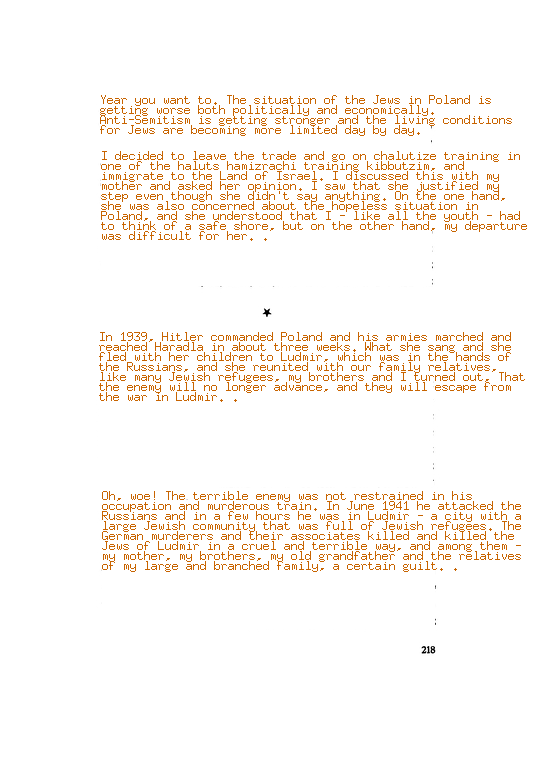 Year you want to. The situation of the Jews in Poland is
getting worse both politically and economically.
Anti-Semitism is getting stronger and the living conditions
for Jews are becoming more limited day by day.
I decided to leave the trade and go on chalutize training in
one of the haluts hamizrachi training kibbutzim, and
immigrate to the Land of Israel. I discussed this with my
mother and asked her opinion. I saw that she justified my
step even though she didn't say anything. On the one hand,
she was also concerned about the hopeless situation in
Poland, and she understood that I - like all the youth - had
to think of a safe shore, but on the other hand, my departure
was difficult for her. .
In 1939, Hitler commanded Poland and his armies marched and
reached Haradla in about three weeks. What she sang and she
fled with her children to Ludmir, which was in the hands of
the Russians, and she reunited with our family relatives,
like many Jewish refugees, my brothers and I turned out. That
the enemy will no longer advance, and they will escape from
the war in Ludmir. .
Oh, woe! The terrible enemy was not restrained in his
occupation and murderous train. In June 1941 he attacked the
Russians and in a few hours he was in Ludmir - a city with a
large Jewish community that was full of Jewish refugees. The
German murderers and their associates killed and killed the
Jews of Ludmir in a cruel and terrible way, and among them -
my mother, my brothers, my old grandfather and the relatives
of my large and branched family, a certain guilt. .
218